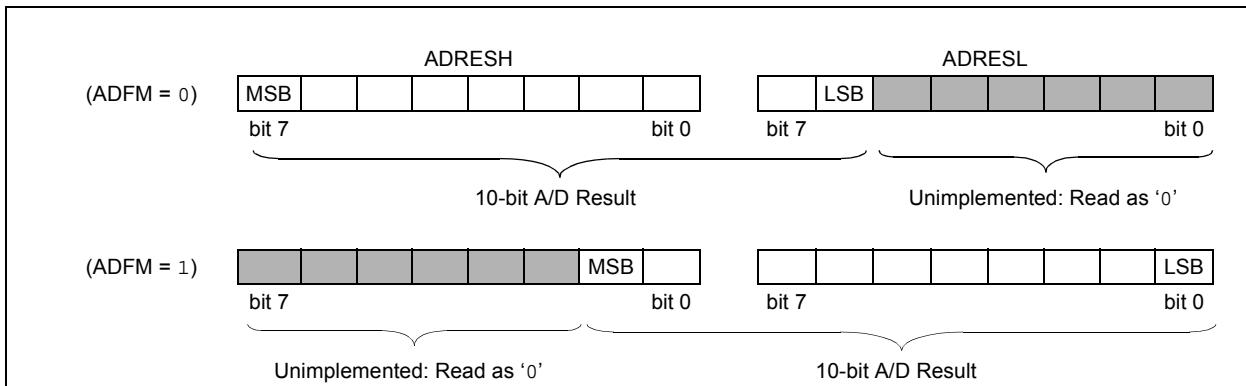 ADRESH ADRESL
(ADFM = 0) MSB LSB
bit 7 bit 0 bit 7 bit 0
10-bit A/D Result Unimplemented: Read as ‘0’
(ADFM = 1) MSB LSB
bit 7 bit 0 bit 7 bit 0
Unimplemented: Read as ‘0’ 10-bit A/D Result